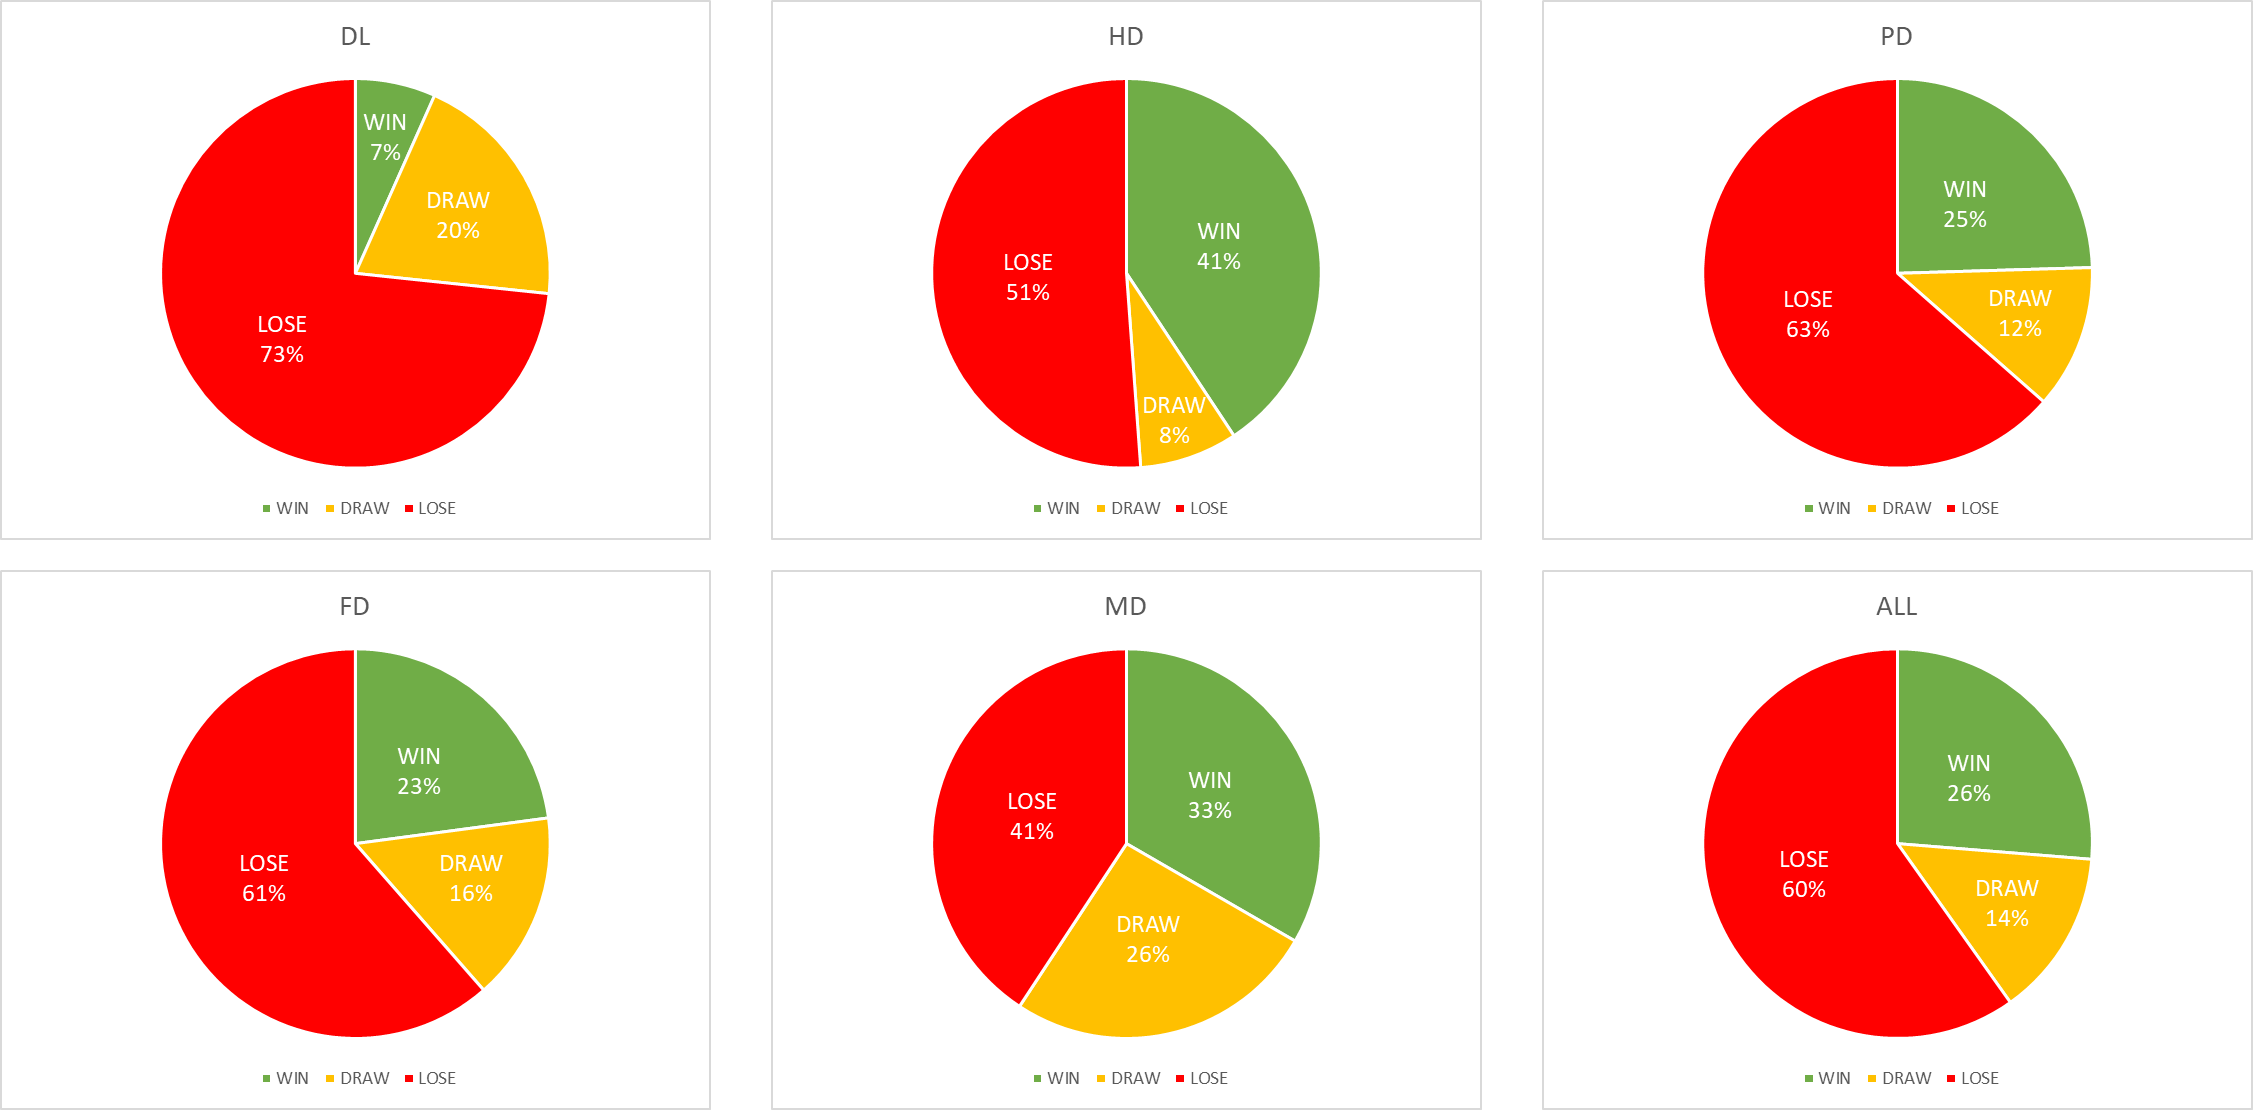 DL
WIN
7%
DRAW
20%
LOSE
73%
WIN DRAW LOSE
HD
WIN
41%
LOSE
51%
DRAW
8%
WIN DRAW LOSE
PD
WIN
25%
DRAW
12%
LOSE
63%
WIN DRAW LOSE
FD
WIN
23%
DRAW
16%
LOSE
61%
WIN DRAW LOSE
MD
WIN
33%
LOSE
41%
DRAW
26%
WIN DRAW LOSE
ALL
WIN
26%
LOSE
60%
DRAW
14%
WIN DRAW LOSE